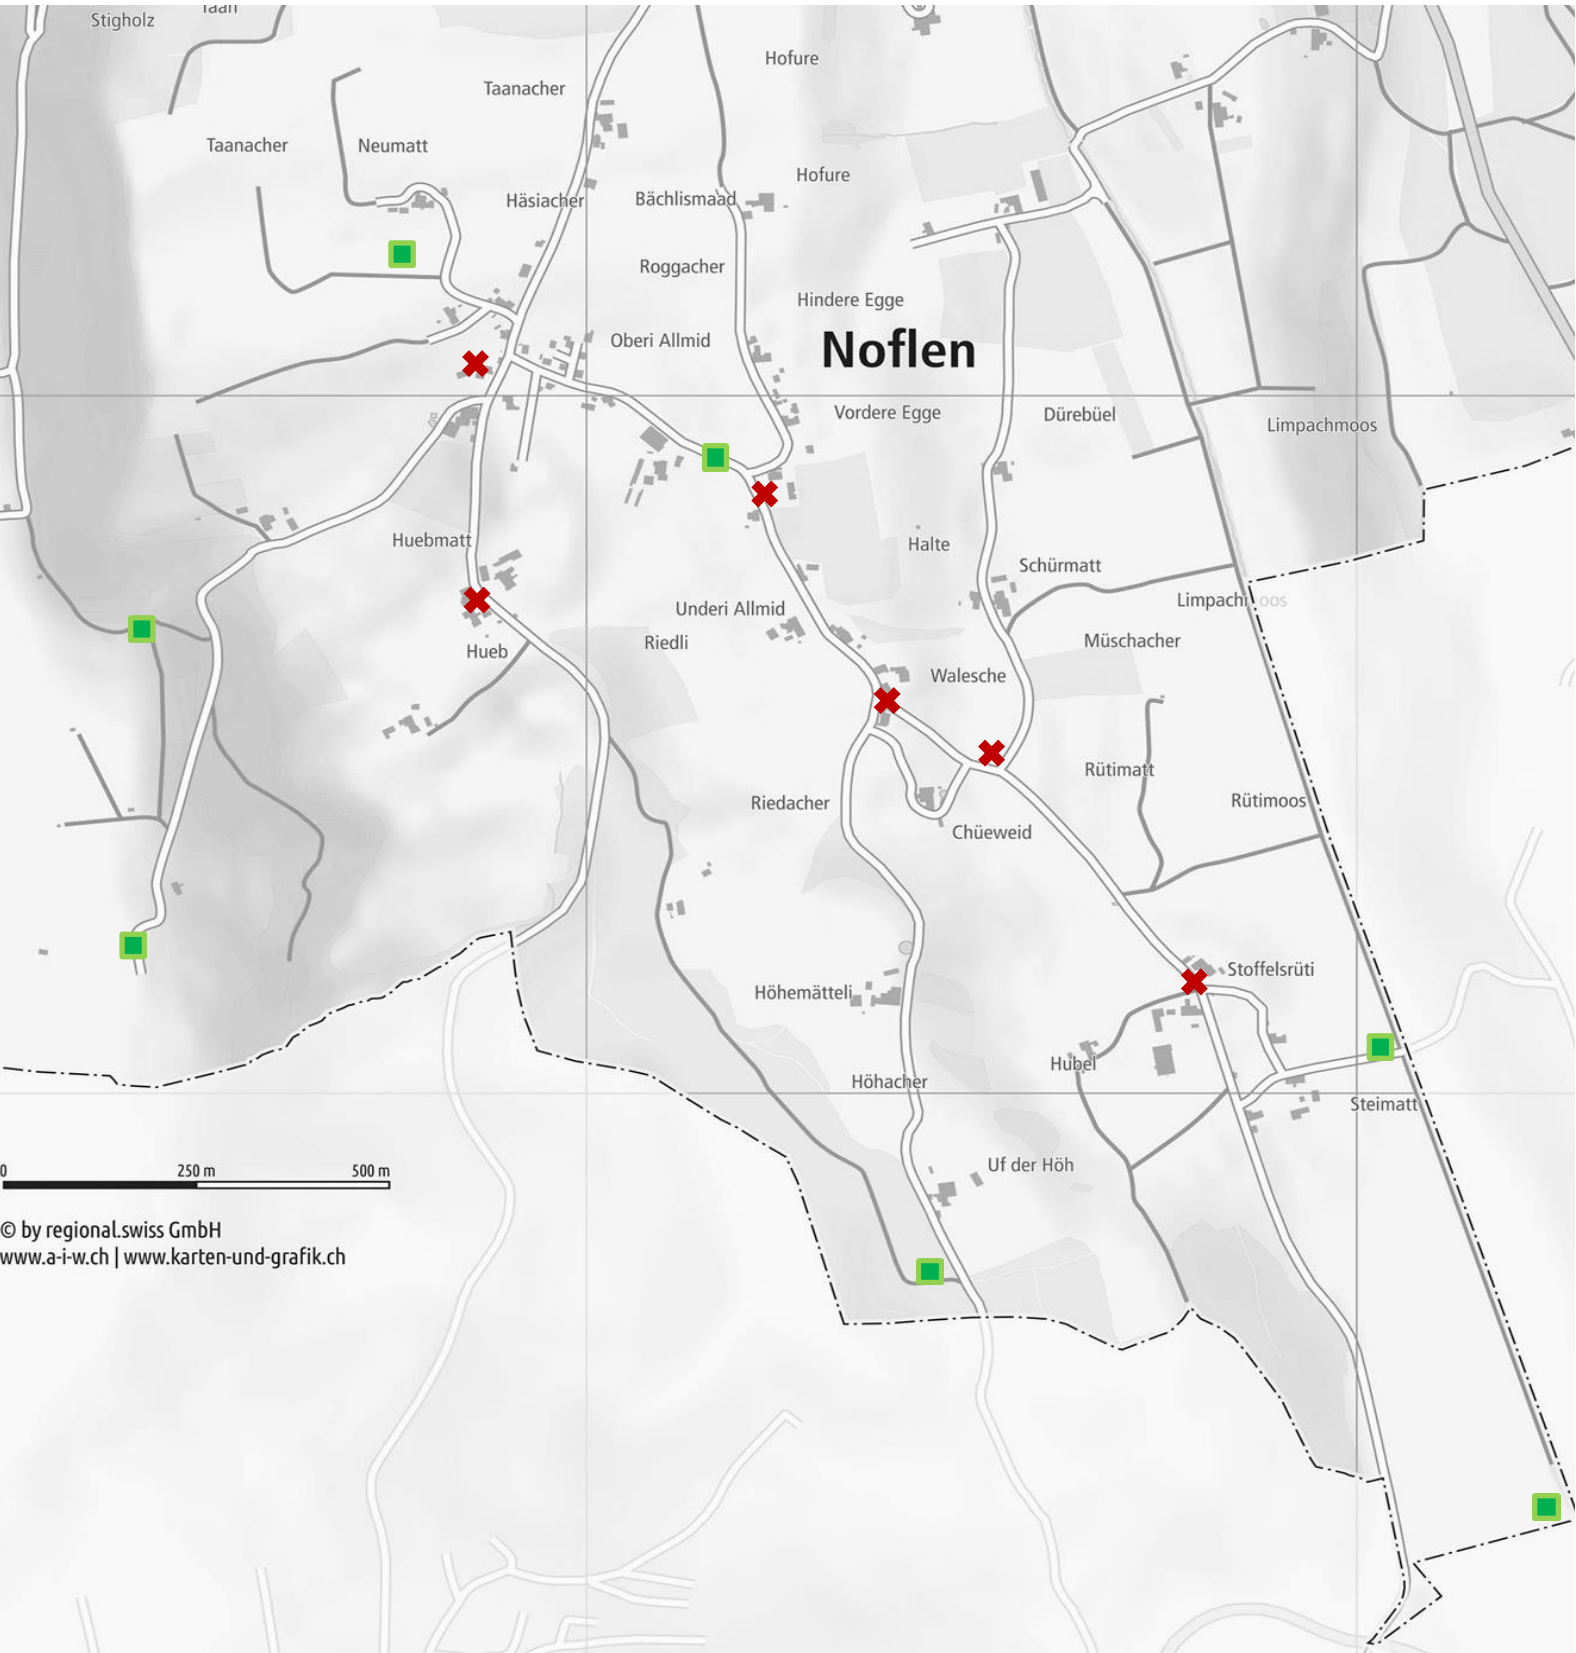 Taan
Stigholz
Hofure
Taanacher
Taanacher
Neumatt
Hofure
Häsiacher
Bächlismaad
Roggacher
Hindere Egge
Oberi Allmid
Noflen
Vordere Egge
Dürebüel
Limpachmoos
Huebmatt
Halte
Schürmatt
Limpachmoos
Underi Allmid
Riedli
Müschacher
Hueb
Walesche
Rütimatt
Riedacher
Rütimoos
Chüeweid
Stoffelsrüti
Höhemätteli
Hubel
Höhacher
Steimatt
Uf der Höh
0 250 m 500 m
© by regional.swiss GmbH
www.a-i-w.ch | www.karten-und-grafik.ch